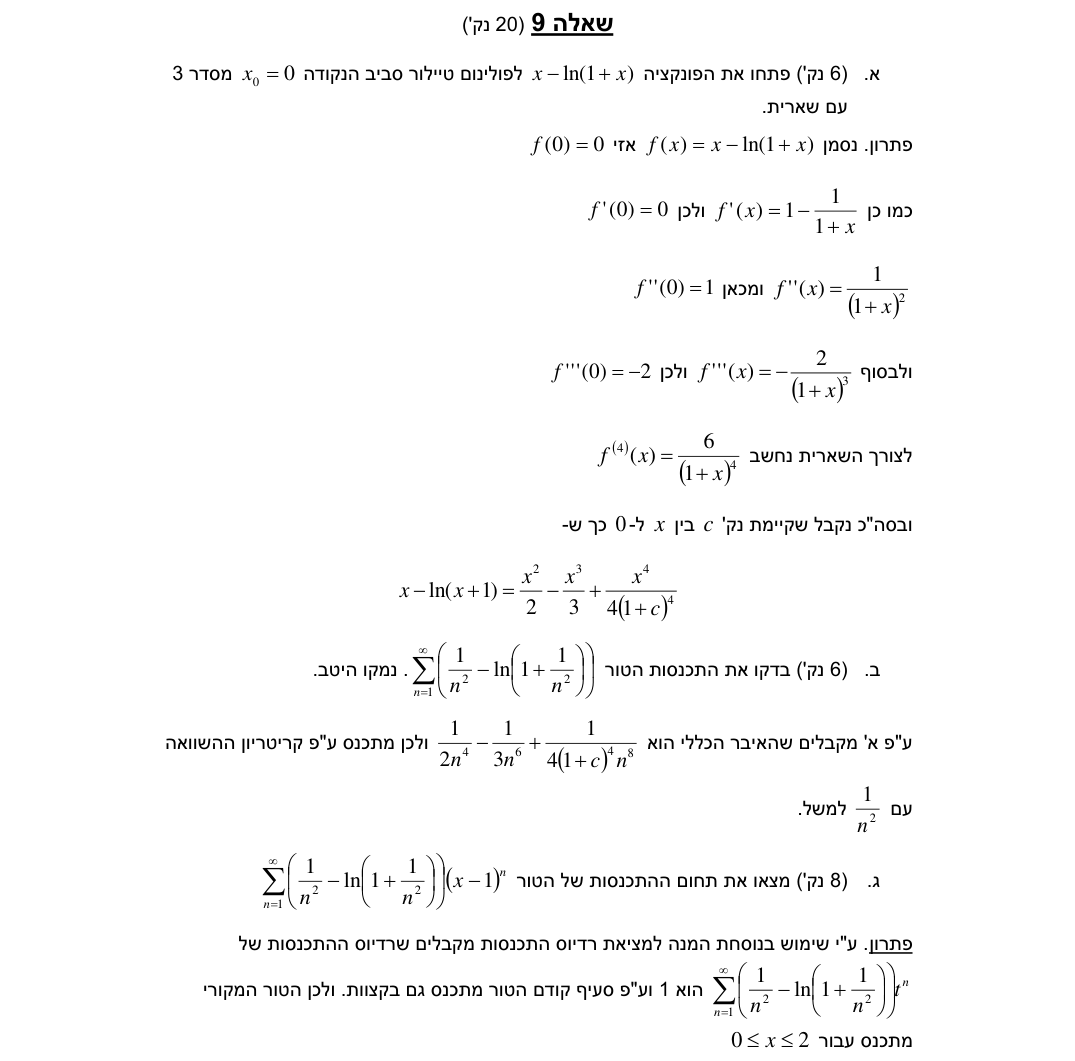 שאלה 9 (20 נק')
א. (6 נק') פתחו את הפונקציה x − ln(1 + x) לפולינום טיילור סביב הנקודה x₀ = 0 מסדר 3
עם שארית.
פתרון. נסמן f(x) = x − ln(1 + x) אזי f(0) = 0
כמו כן f'(x) = 1 − 1/(1 + x) ולכן f'(0) = 0
f''(x) = 1/(1 + x)² ומכאן f''(0) = 1
ולבסוף f'''(x) = −2/(1 + x)³ ולכן f'''(0) = −2
לצורך השארית נחשב f⁽⁴⁾(x) = 6/(1 + x)⁴
ובסה"כ נקבל שקיימת נק' c בין x ל-0 כך ש-
x − ln(x + 1) = x²/2 − x³/3 + x⁴/(4(1 + c)⁴)
ב. (6 נק') בדקו את התכנסות הטור ∑_{n=1}^{∞} (1/n² − ln(1 + 1/n²)). נמקו היטב.
ע"פ א' מקבלים שהאיבר הכללי הוא 1/(2n⁴) − 1/(3n⁶) + 1/(4(1 + c)⁴n⁸) ולכן מתכנס ע"פ קריטריון ההשוואה
עם 1/n² למשל.
ג. (8 נק') מצאו את תחום ההתכנסות של הטור ∑_{n=1}^{∞} (1/n² − ln(1 + 1/n²))(x − 1)ⁿ
פתרון. ע"י שימוש בנוסחת המנה למציאת רדיוס התכנסות מקבלים שרדיוס ההתכנסות של
∑_{n=1}^{∞} (1/n² − ln(1 + 1/n²))tⁿ הוא 1 וע"פ סעיף קודם הטור מתכנס גם בקצוות. ולכן הטור המקורי
מתכנס עבור 0 ≤ x ≤ 2